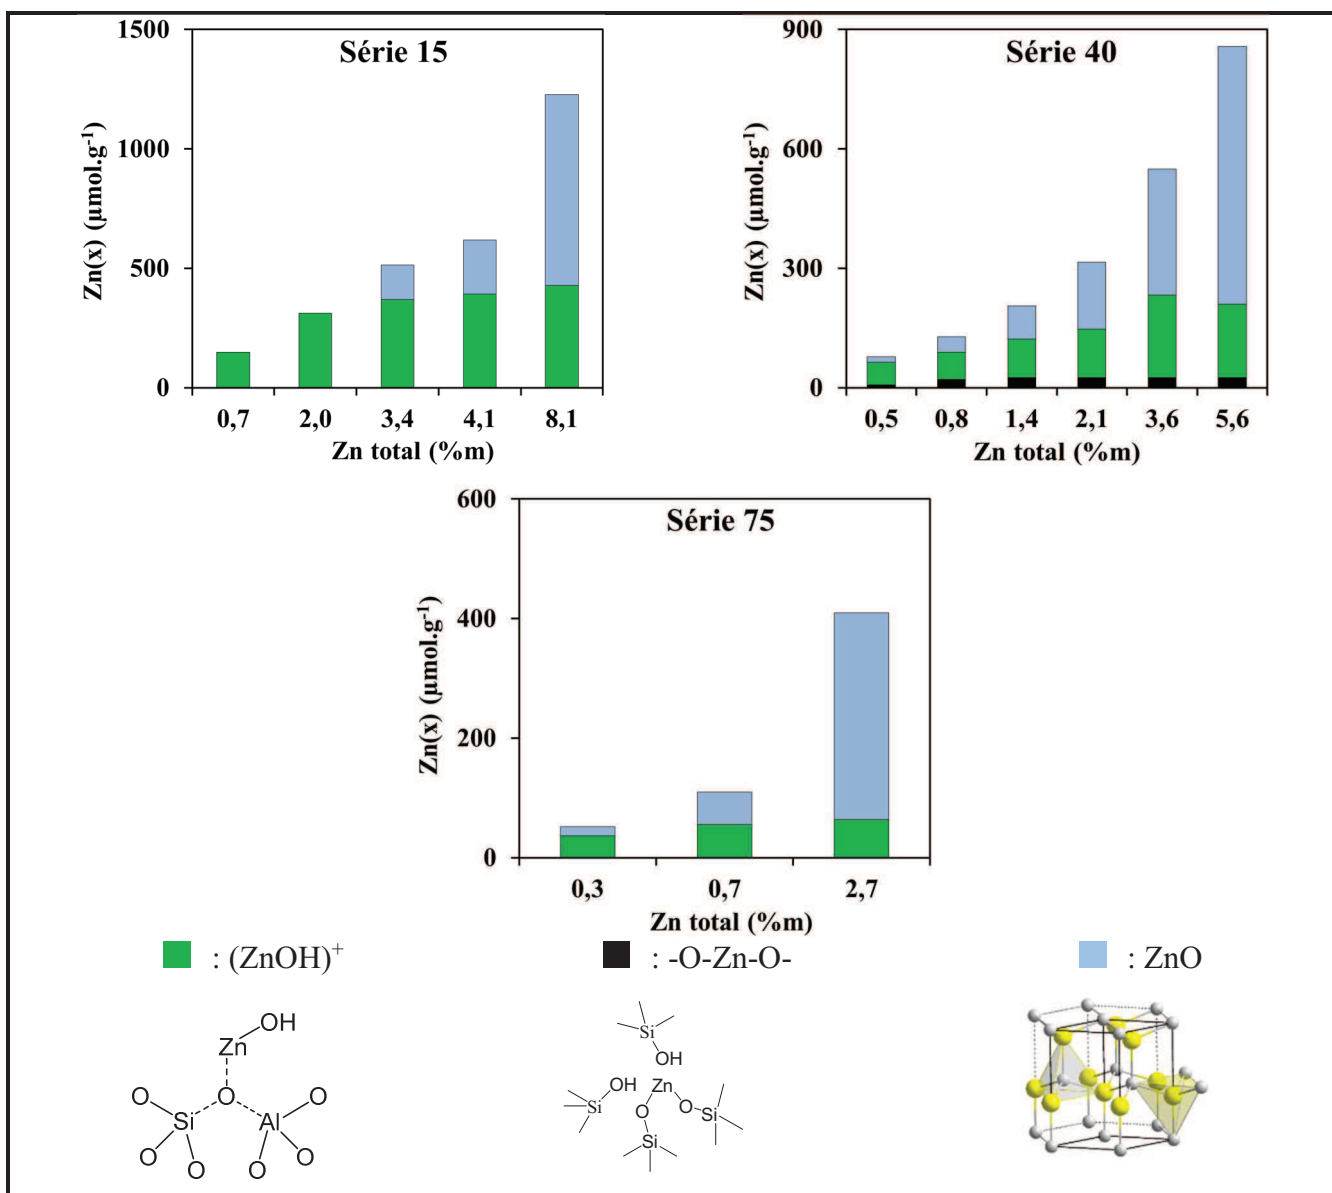 Série 15
Zn(x) (µmol.g⁻¹)
1500
1000
500
0
0,7 2,0 3,4 4,1 8,1
Zn total (%m)
Série 40
Zn(x) (µmol.g⁻¹)
900
600
300
0
0,5 0,8 1,4 2,1 3,6 5,6
Zn total (%m)
Série 75
Zn(x) (µmol.g⁻¹)
600
400
200
0
0,3 0,7 2,7
Zn total (%m)
: (ZnOH)⁺ : -O-Zn-O- : ZnO
OH
Zn
O O O
Si Al
O O O O
Si
OH
OH Zn
Si O O Si
Si